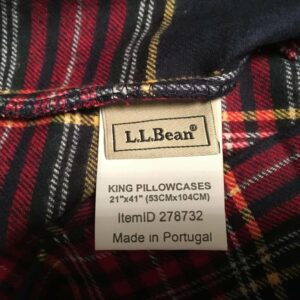 L.L.Bean®
KING PILLOWCASES
21"x41" (53CMx104CM)
ItemID 278732
Made in Portugal